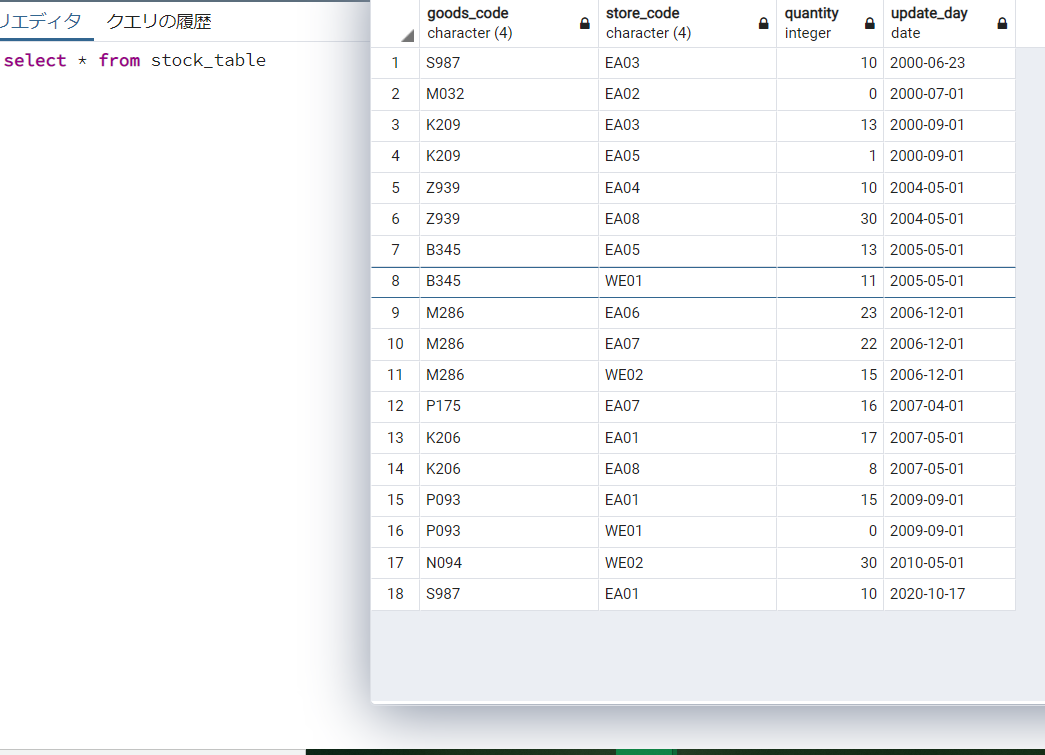 リエディタ クエリの履歴
select * from stock_table
goods_code store_code quantity update_day
character (4) character (4) integer date
1 S987 EA03 10 2000-06-23
2 M032 EA02 0 2000-07-01
3 K209 EA03 13 2000-09-01
4 K209 EA05 1 2000-09-01
5 Z939 EA04 10 2004-05-01
6 Z939 EA08 30 2004-05-01
7 B345 EA05 13 2005-05-01
8 B345 WE01 11 2005-05-01
9 M286 EA06 23 2006-12-01
10 M286 EA07 22 2006-12-01
11 M286 WE02 15 2006-12-01
12 P175 EA07 16 2007-04-01
13 K206 EA01 17 2007-05-01
14 K206 EA08 8 2007-05-01
15 P093 EA01 15 2009-09-01
16 P093 WE01 0 2009-09-01
17 N094 WE02 30 2010-05-01
18 S987 EA01 10 2020-10-17